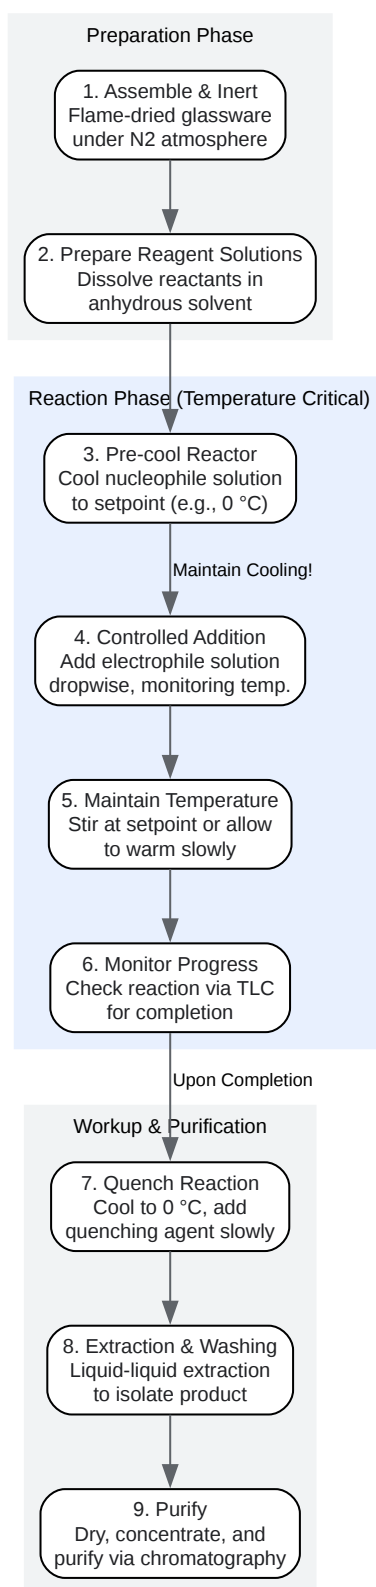 Preparation Phase
1. Assemble & Inert
Flame-dried glassware
under N2 atmosphere
2. Prepare Reagent Solutions
Dissolve reactants in
anhydrous solvent
Reaction Phase (Temperature Critical)
3. Pre-cool Reactor
Cool nucleophile solution
to setpoint (e.g., 0 °C)
Maintain Cooling!
4. Controlled Addition
Add electrophile solution
dropwise, monitoring temp.
5. Maintain Temperature
Stir at setpoint or allow
to warm slowly
6. Monitor Progress
Check reaction via TLC
for completion
Upon Completion
Workup & Purification
7. Quench Reaction
Cool to 0 °C, add
quenching agent slowly
8. Extraction & Washing
Liquid-liquid extraction
to isolate product
9. Purify
Dry, concentrate, and
purify via chromatography